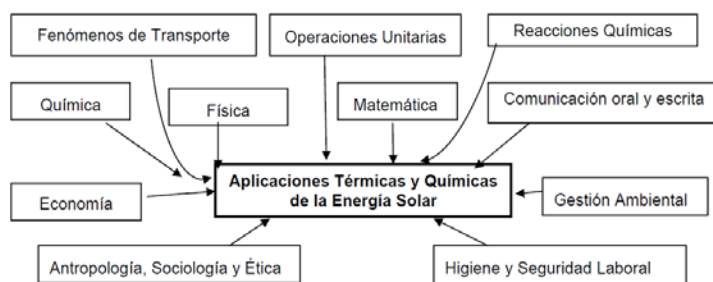 Fenómenos de Transporte
Operaciones Unitarias
Reacciones Químicas
Química
Física
Matemática
Comunicación oral y escrita
Aplicaciones Térmicas y Químicas
de la Energía Solar
Economía
Gestión Ambiental
Antropología, Sociología y Ética
Higiene y Seguridad Laboral